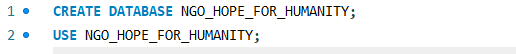 1 CREATE DATABASE NGO_HOPE_FOR_HUMANITY;
2 USE NGO_HOPE_FOR_HUMANITY;